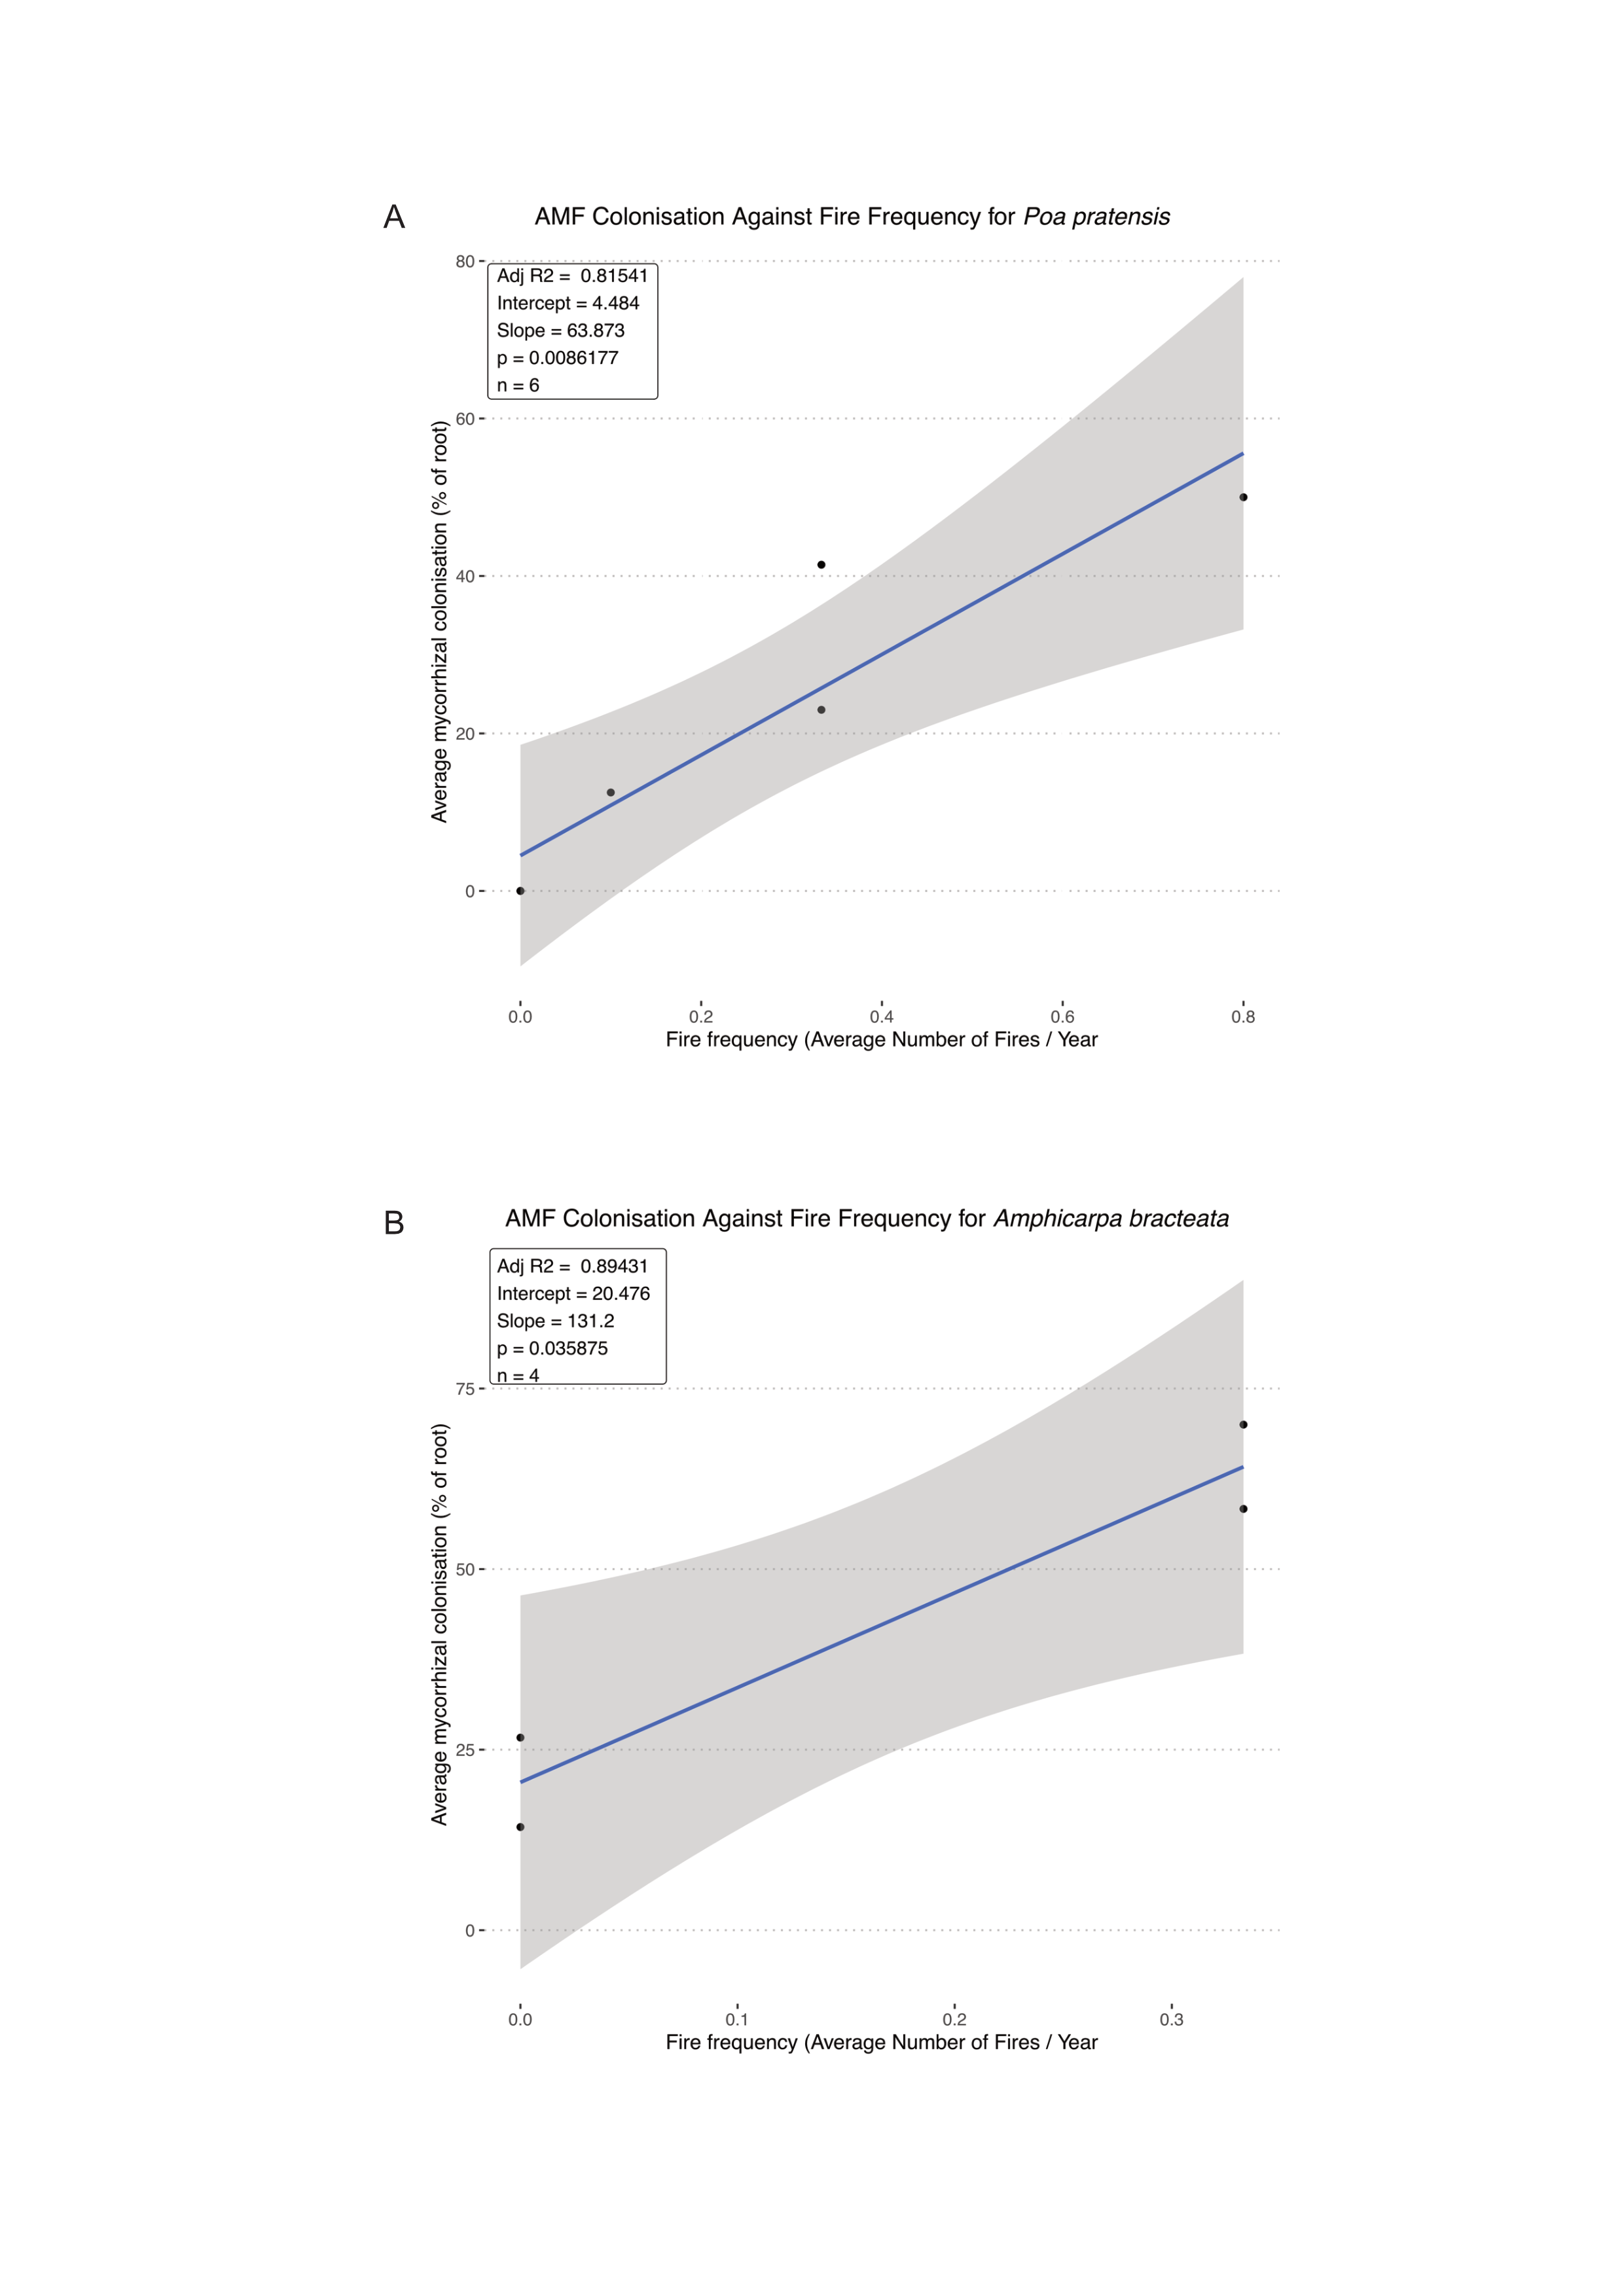 A
AMF Colonisation Against Fire Frequency for Poa pratensis
Adj R2 = 0.81541
Intercept = 4.484
Slope = 63.873
p = 0.0086177
n = 6
Average mycorrhizal colonisation (% of root)
80
60
40
20
0
0.0 0.2 0.4 0.6 0.8
Fire frequency (Average Number of Fires / Year
B
AMF Colonisation Against Fire Frequency for Amphicarpa bracteata
Adj R2 = 0.89431
Intercept = 20.476
Slope = 131.2
p = 0.035875
n = 4
Average mycorrhizal colonisation (% of root)
75
50
25
0
0.0 0.1 0.2 0.3
Fire frequency (Average Number of Fires / Year